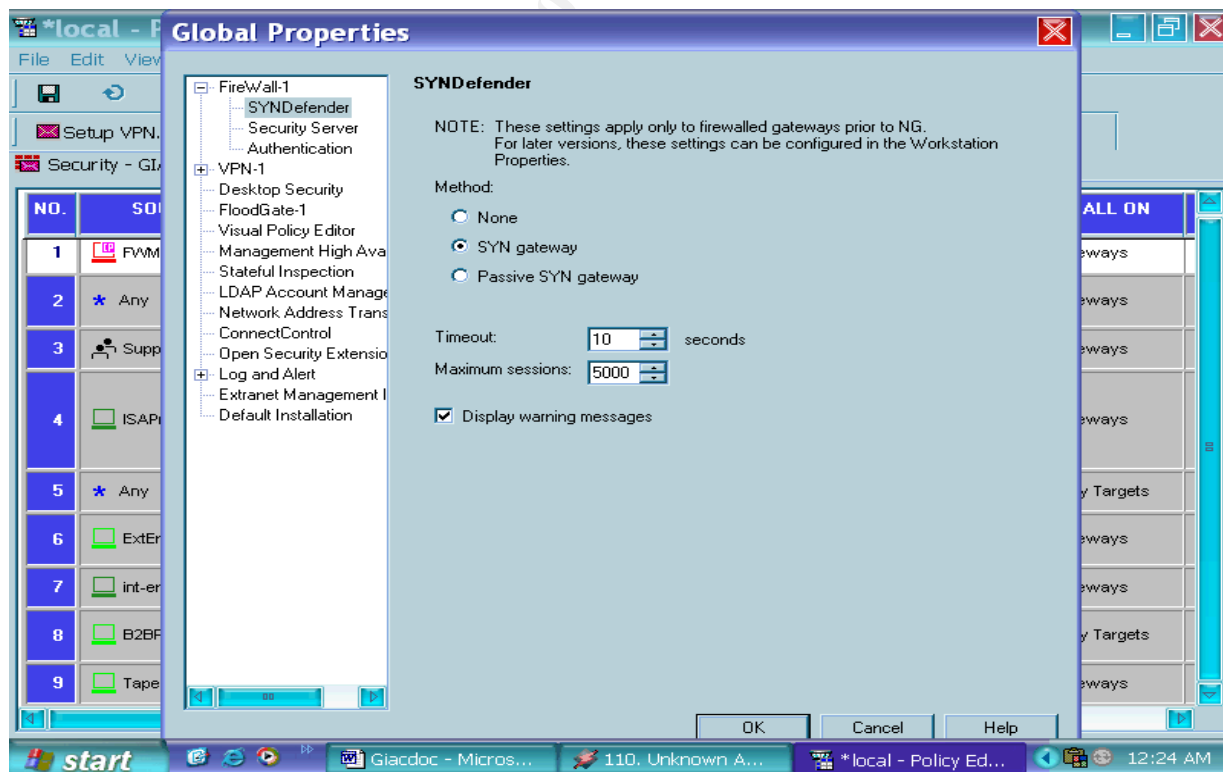 *local - P
Global Properties
File Edit View
Setup VPN.
Security - GIA
NO.
SOU
ALL ON
1 FWM
eways
2 * Any
eways
3 Supp
eways
4 ISAPr
eways
5 * Any
y Targets
6 ExtEr
eways
7 int-er
eways
8 B2BF
y Targets
9 Tape
eways
FireWall-1
SYNDefender
Security Server
Authentication
VPN-1
Desktop Security
FloodGate-1
Visual Policy Editor
Management High Ava
Stateful Inspection
LDAP Account Manage
Network Address Trans
ConnectControl
Open Security Extensio
Log and Alert
Extranet Management I
Default Installation
SYNDefender
NOTE: These settings apply only to firewalled gateways prior to NG.
For later versions, these settings can be configured in the Workstation
Properties.
Method:
None
SYN gateway
Passive SYN gateway
Timeout: 10 seconds
Maximum sessions: 5000
Display warning messages
OK Cancel Help
start
Giacdoc - Micros...
110. Unknown A...
*local - Policy Ed...
12:24 AM